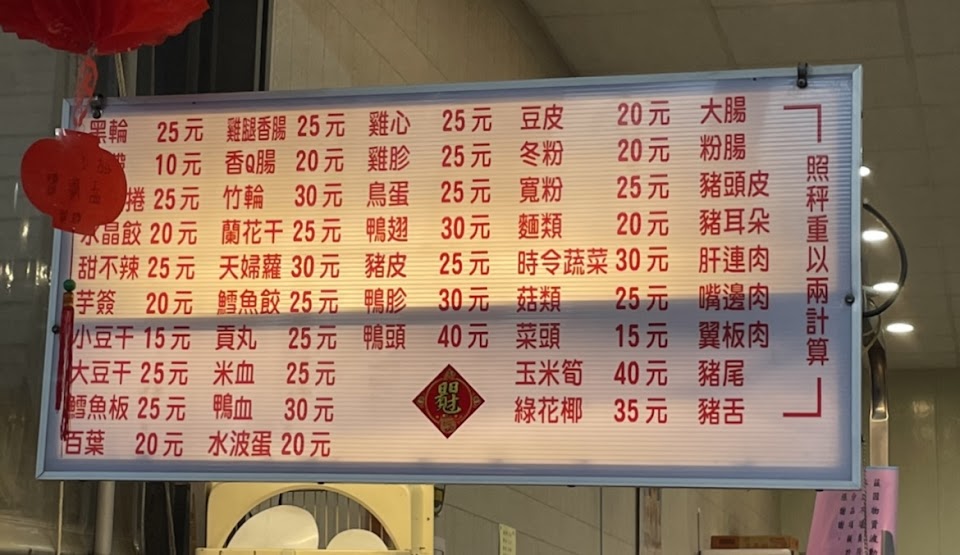 黑輪 25元 雞腿香腸 25元 雞心 25元 豆皮 20元 大腸
10元 香Q腸 20元 雞胗 25元 冬粉 20元 粉腸
捲 25元 竹輪 30元 鳥蛋 25元 寬粉 25元 豬頭皮
水晶餃 20元 蘭花干 25元 鴨翅 30元 麵類 20元 豬耳朵
甜不辣 25元 天婦蘿 30元 豬皮 25元 時令蔬菜 30元 肝連肉
芋簽 20元 鱈魚餃 25元 鴨胗 30元 菇類 25元 嘴邊肉
小豆干 15元 貢丸 25元 鴨頭 40元 菜頭 15元 翼板肉
大豆干 25元 米血 25元 玉米筍 40元 豬尾
鱈魚板 25元 鴨血 30元 綠花椰 35元 豬舌
百葉 20元 水波蛋 20元
照秤重以兩計算